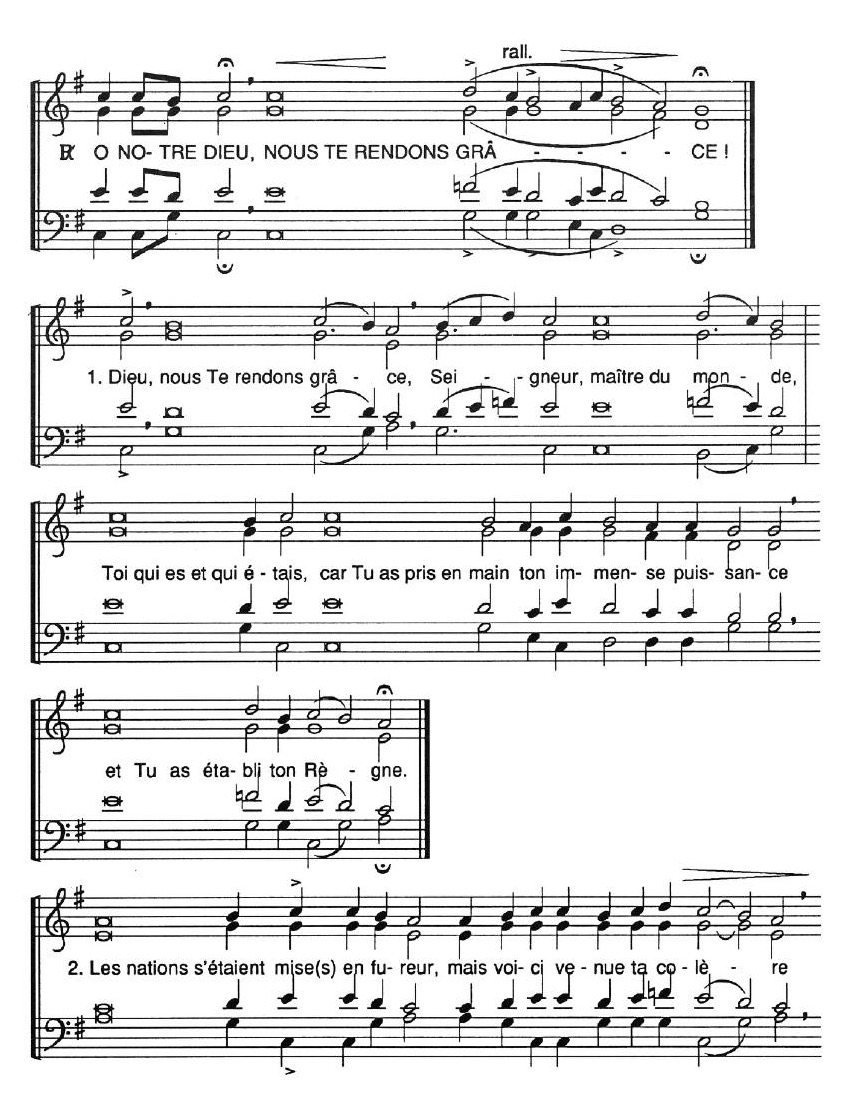 rall.
℟ O NO- TRE DIEU, NOUS TE RENDONS GRÂ - - - - CE !
1. Dieu, nous Te rendons grâ - ce, Sei - - gneur, maître du mon - de,
Toi qui es et qui é - tais, car Tu as pris en main ton im- men- se puis- san- ce
et Tu as éta- bli ton Rè - gne.
2. Les nations s'étaient mise(s) en fu- reur, mais voi- ci ve - nue ta co - lè - re